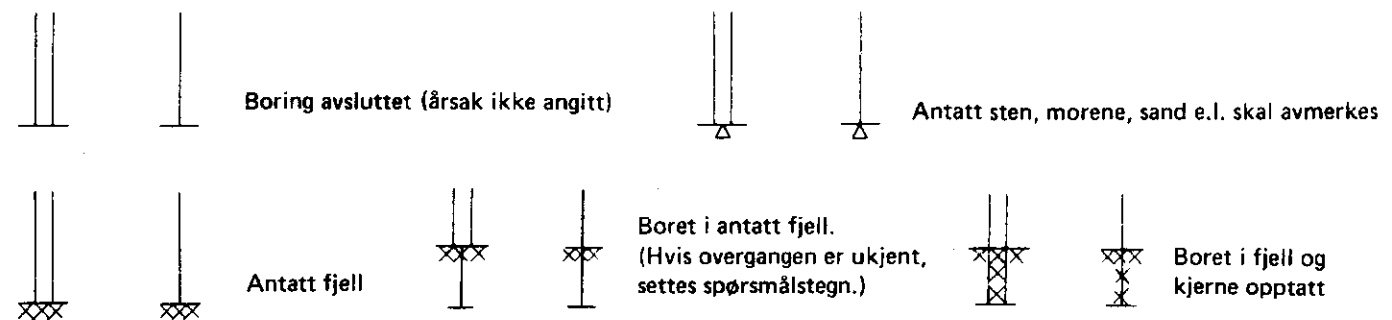 Boring avsluttet (årsak ikke angitt)
Antatt sten, morene, sand e.l. skal avmerkes
Antatt fjell
Boret i antatt fjell.
(Hvis overgangen er ukjent,
settes spørsmålstegn.)
Boret i fjell og
kjerne opptatt